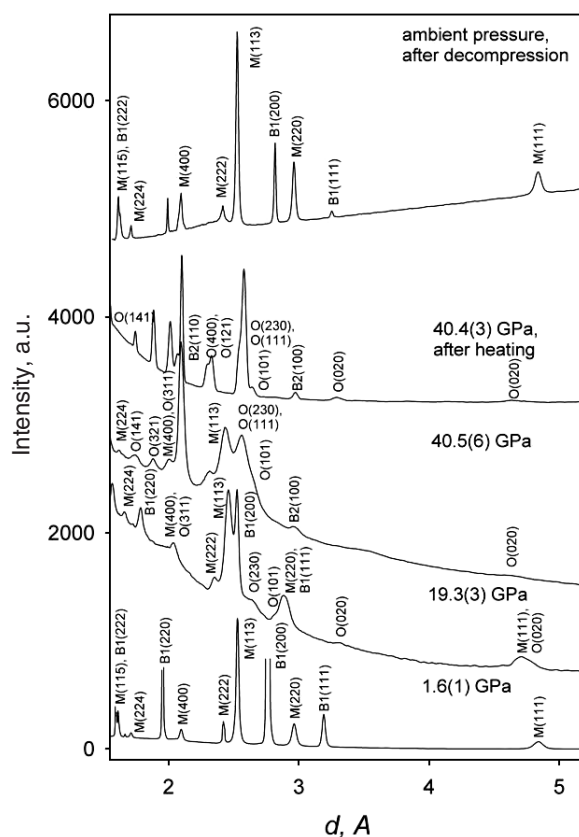 ambient pressure,
after decompression
M(113)
M(115), B1(222)
M(224)
M(400)
M(222)
B1(200)
M(220)
B1(111)
M(111)
6000
4000
2000
0
Intensity, a.u.
O(141)
B2(110)
O(400),
O(121)
O(230),
O(111)
O(101)
B2(100)
O(020)
O(020)
40.4(3) GPa,
after heating
M(224)
O(141)
O(321)
M(400),O(311)
M(113)
O(230),
O(111)
O(101)
B2(100)
O(020)
40.5(6) GPa
M(224)
B1(220)
M(400),
O(311)
M(222)
M(113)
B1(200)
O(230)
O(101)
M(220),
B1(111)
O(020)
M(111),
O(020)
19.3(3) GPa
M(115), B1(222)
M(224)
B1(220)
M(400)
M(222)
M(113)
B1(200)
M(220)
B1(111)
M(111)
1.6(1) GPa
2
3
4
5
d, A